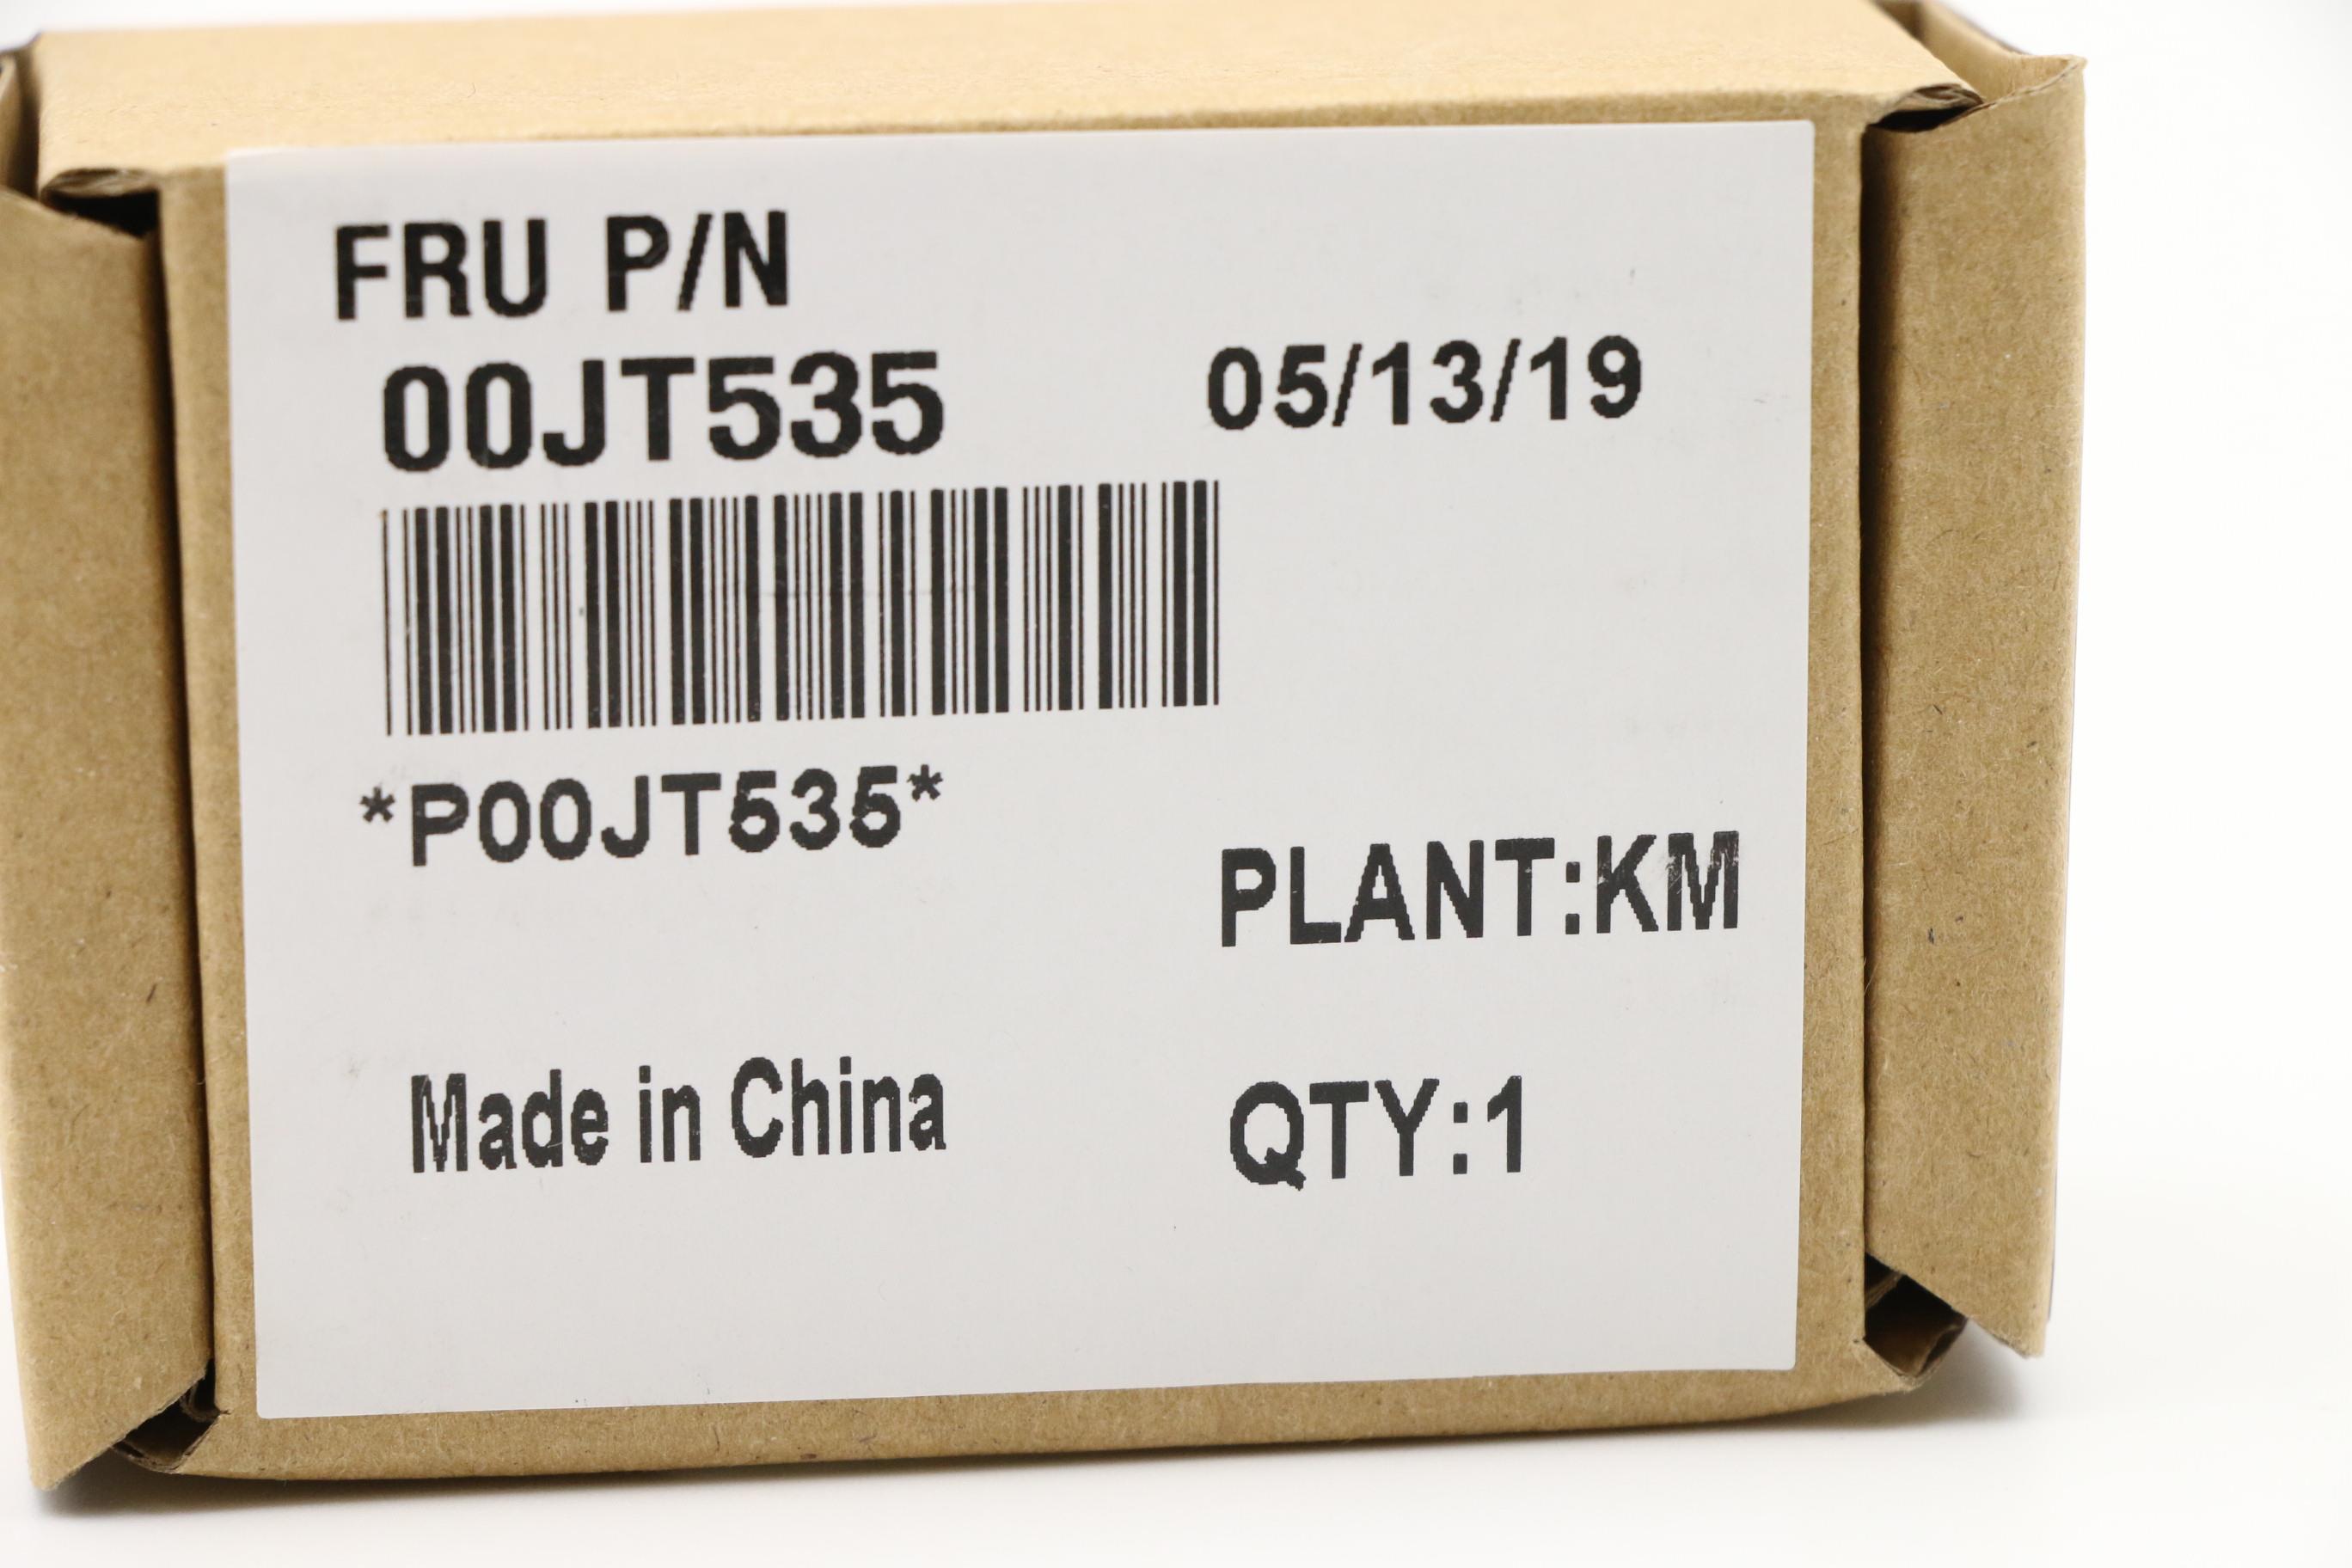 FRU P/N
00JT535
05/13/19
*P00JT535*
PLANT:KM
Made in China
QTY:1